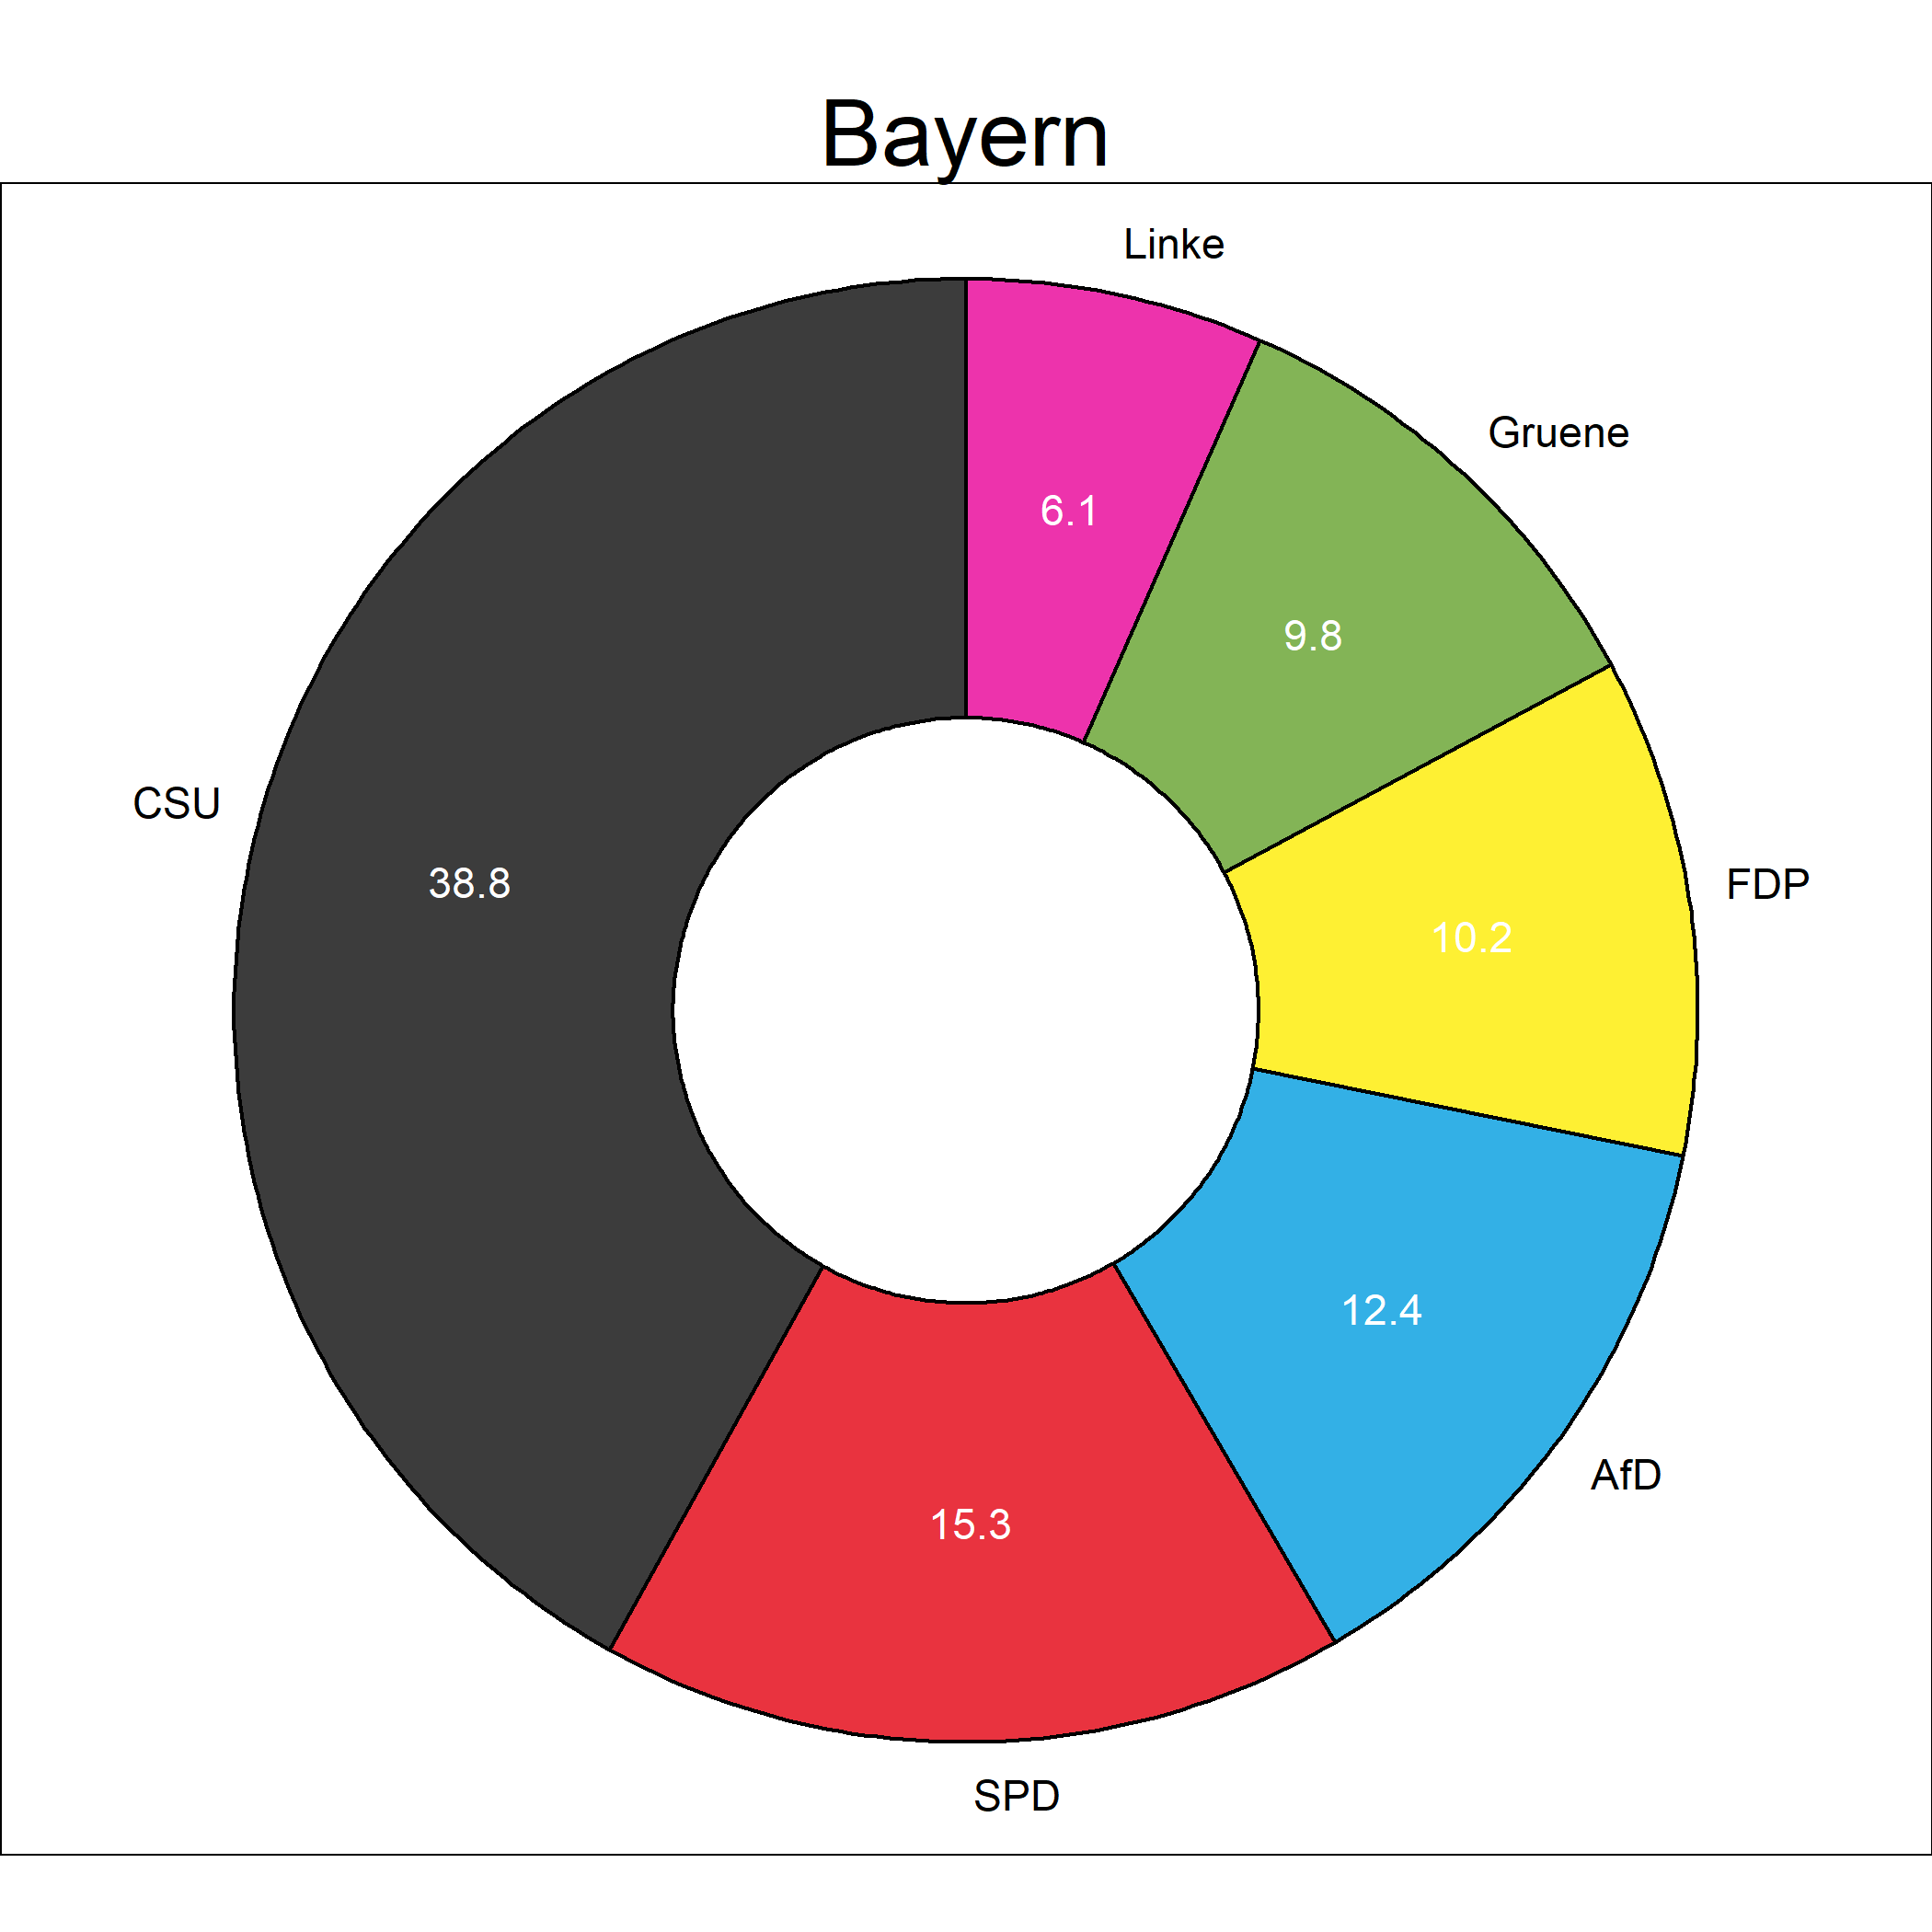 Bayern
Linke
Gruene
6.1
9.8
CSU
38.8
FDP
10.2
12.4
AfD
15.3
SPD